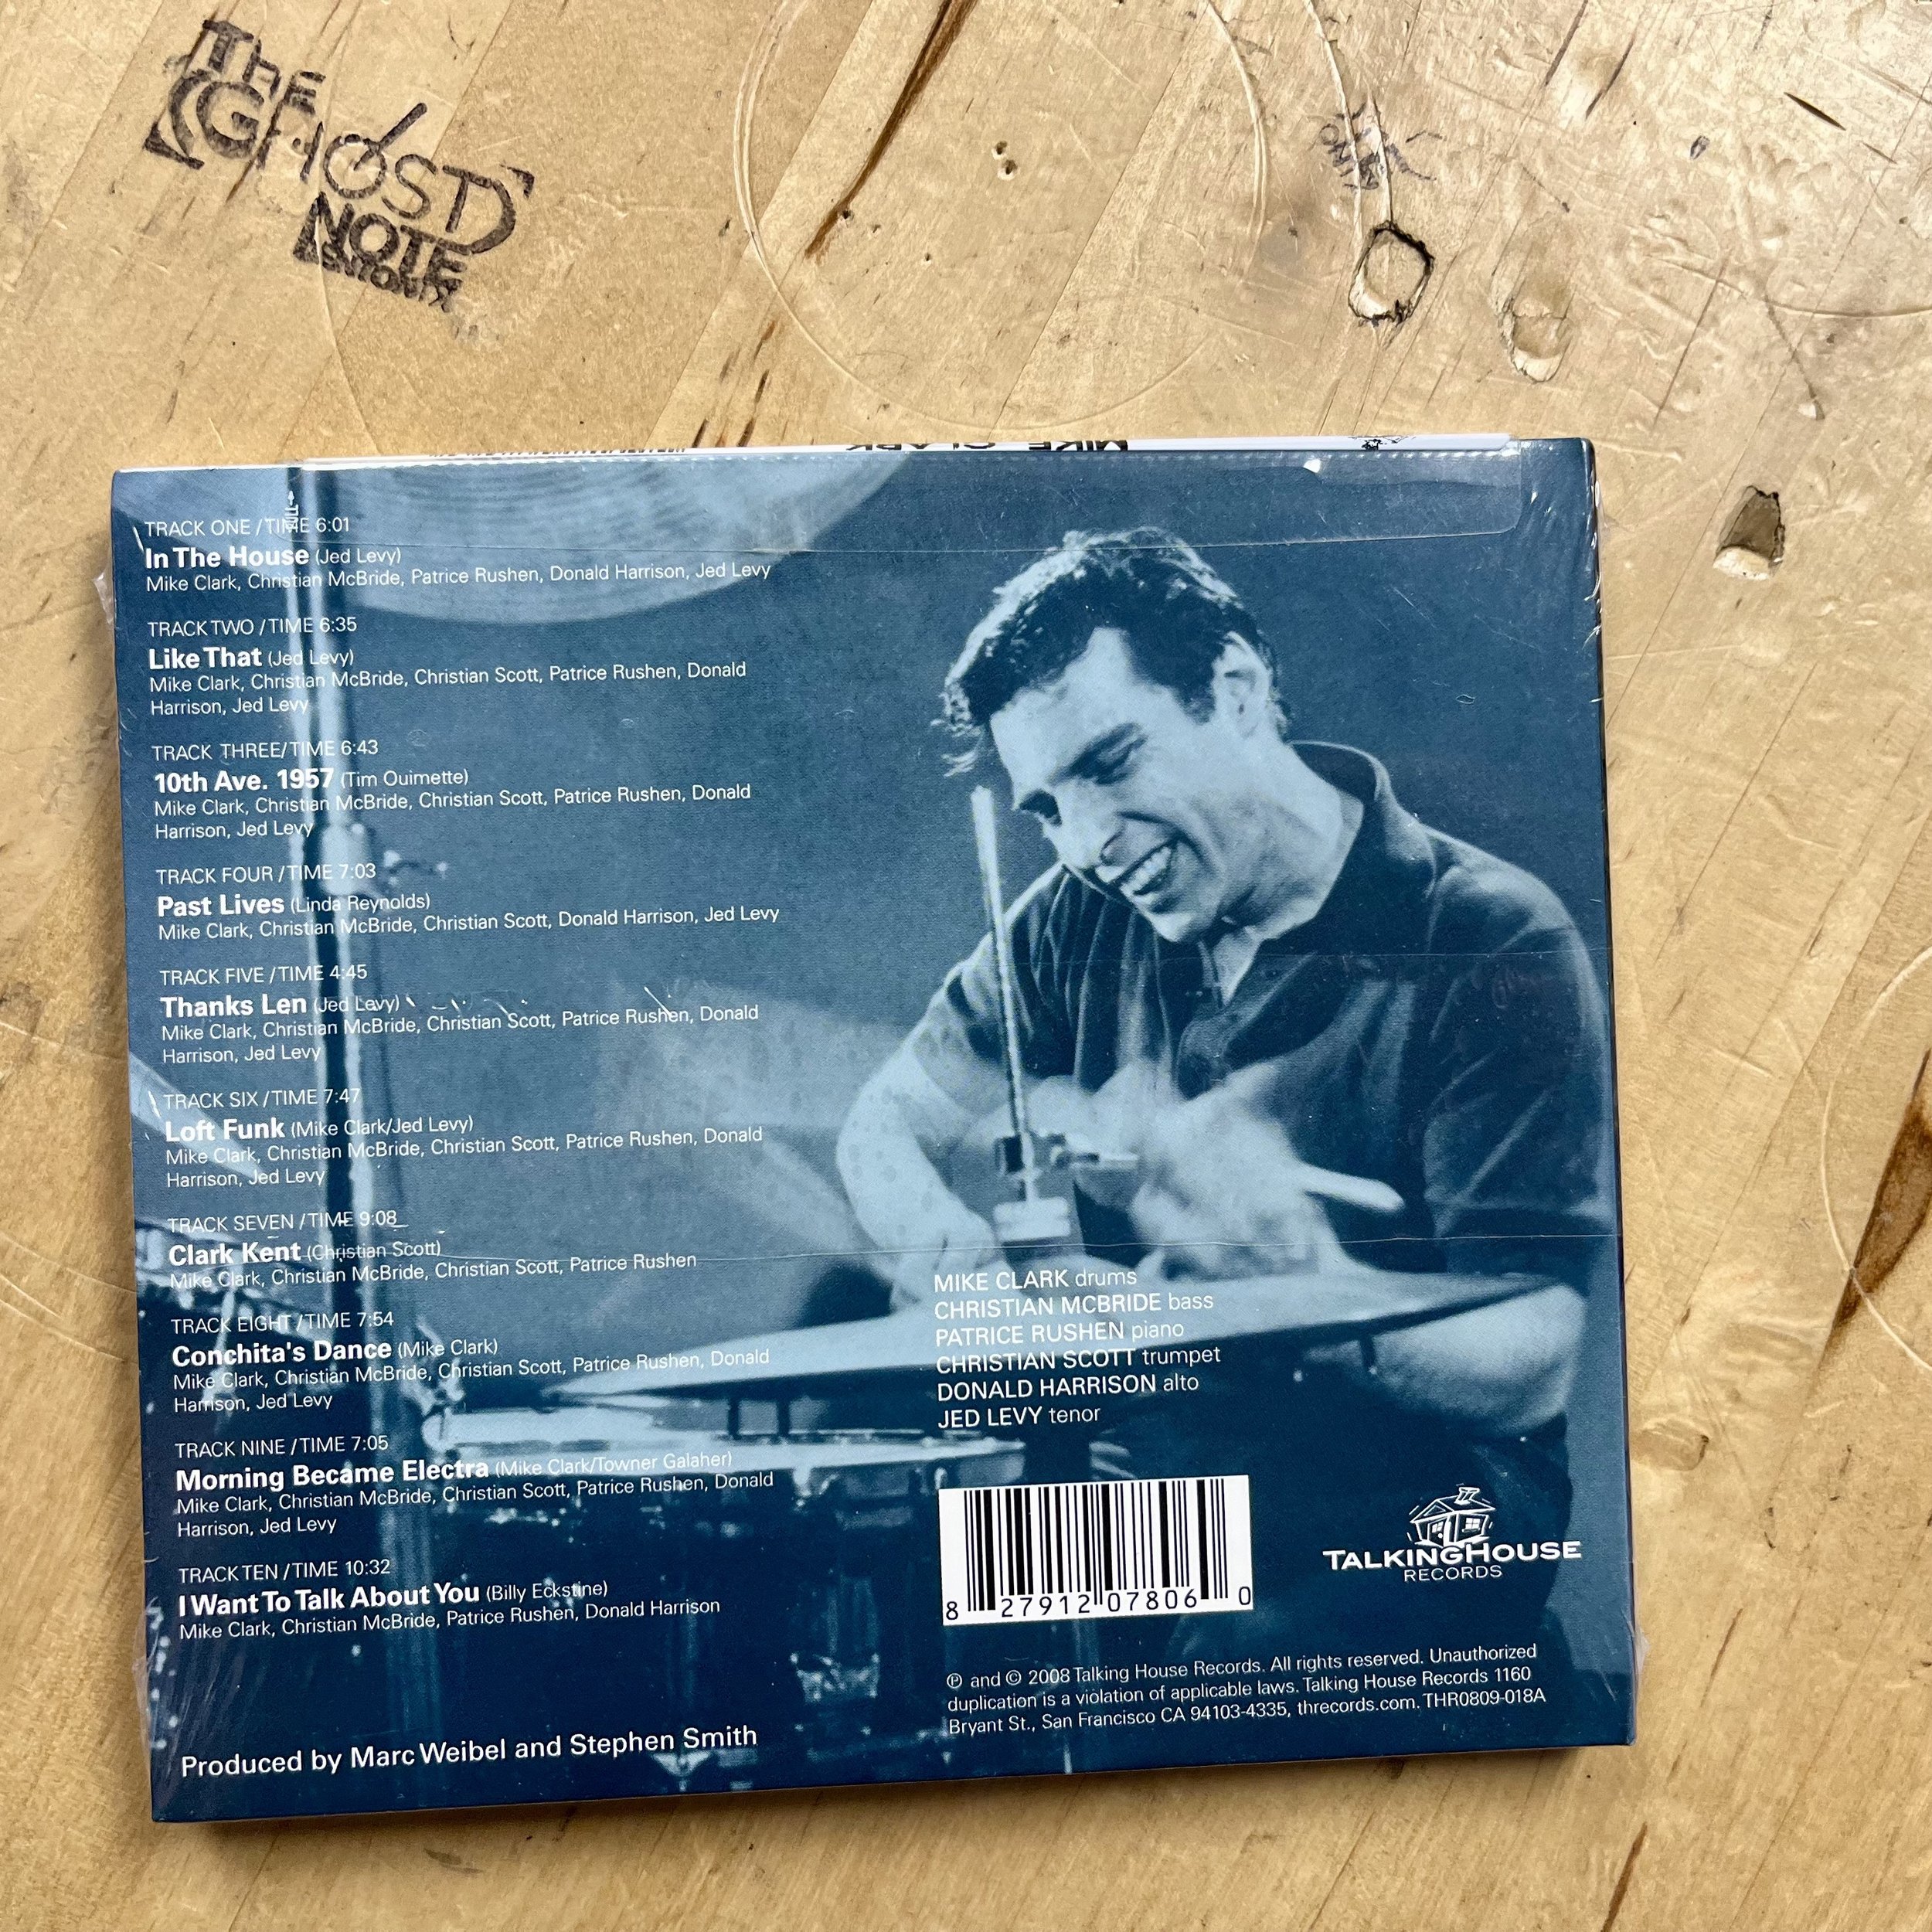 THE
GHOST
NOTE
MIKE CLARK
TRACK ONE / TIME 6:01
In The House (Jed Levy)
Mike Clark, Christian McBride, Patrice Rushen, Donald Harrison, Jed Levy
TRACK TWO / TIME 6:35
Like That (Jed Levy)
Mike Clark, Christian McBride, Christian Scott, Patrice Rushen, Donald
Harrison, Jed Levy
TRACK THREE/ TIME 6:43
10th Ave. 1957 (Tim Ouimette)
Mike Clark, Christian McBride, Christian Scott, Patrice Rushen, Donald
Harrison, Jed Levy
TRACK FOUR / TIME 7:03
Past Lives (Linda Reynolds)
Mike Clark, Christian McBride, Christian Scott, Donald Harrison, Jed Levy
TRACK FIVE / TIME 4:45
Thanks Len (Jed Levy)
Mike Clark, Christian McBride, Christian Scott, Patrice Rushen, Donald
Harrison, Jed Levy
TRACK SIX / TIME 7:47
Loft Funk (Mike Clark/Jed Levy)
Mike Clark, Christian McBride, Christian Scott, Patrice Rushen, Donald
Harrison, Jed Levy
TRACK SEVEN / TIME 9:08
Clark Kent (Christian Scott)
Mike Clark, Christian McBride, Christian Scott, Patrice Rushen
TRACK EIGHT / TIME 7:54
Conchita's Dance (Mike Clark)
Mike Clark, Christian McBride, Christian Scott, Patrice Rushen, Donald
Harrison, Jed Levy
TRACK NINE / TIME 7:05
Morning Became Electra (Mike Clark/Towner Galaher)
Mike Clark, Christian McBride, Christian Scott, Patrice Rushen, Donald
Harrison, Jed Levy
TRACK TEN / TIME 10:32
I Want To Talk About You (Billy Eckstine)
Mike Clark, Christian McBride, Patrice Rushen, Donald Harrison
Produced by Marc Weibel and Stephen Smith
MIKE CLARK drums
CHRISTIAN MCBRIDE bass
PATRICE RUSHEN piano
CHRISTIAN SCOTT trumpet
DONALD HARRISON alto
JED LEVY tenor
8 27912 07806 0
TALKINGHOUSE
RECORDS
℗ and © 2008 Talking House Records. All rights reserved. Unauthorized
duplication is a violation of applicable laws. Talking House Records 1160
Bryant St., San Francisco CA 94103-4335, threcords.com. THR0809-018A